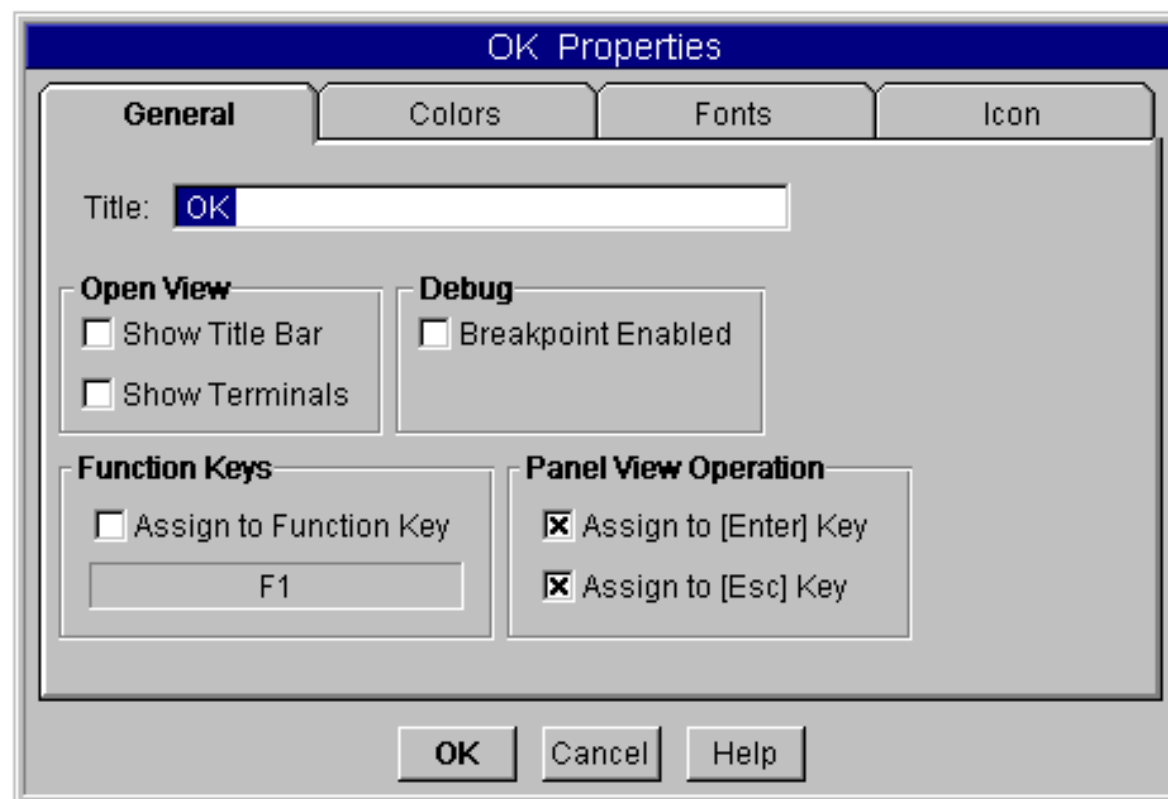 OK Properties
General Colors Fonts Icon
Title: OK
Open View Debug
Show Title Bar Breakpoint Enabled
Show Terminals
Function Keys Panel View Operation
Assign to Function Key Assign to [Enter] Key
F1 Assign to [Esc] Key
OK Cancel Help